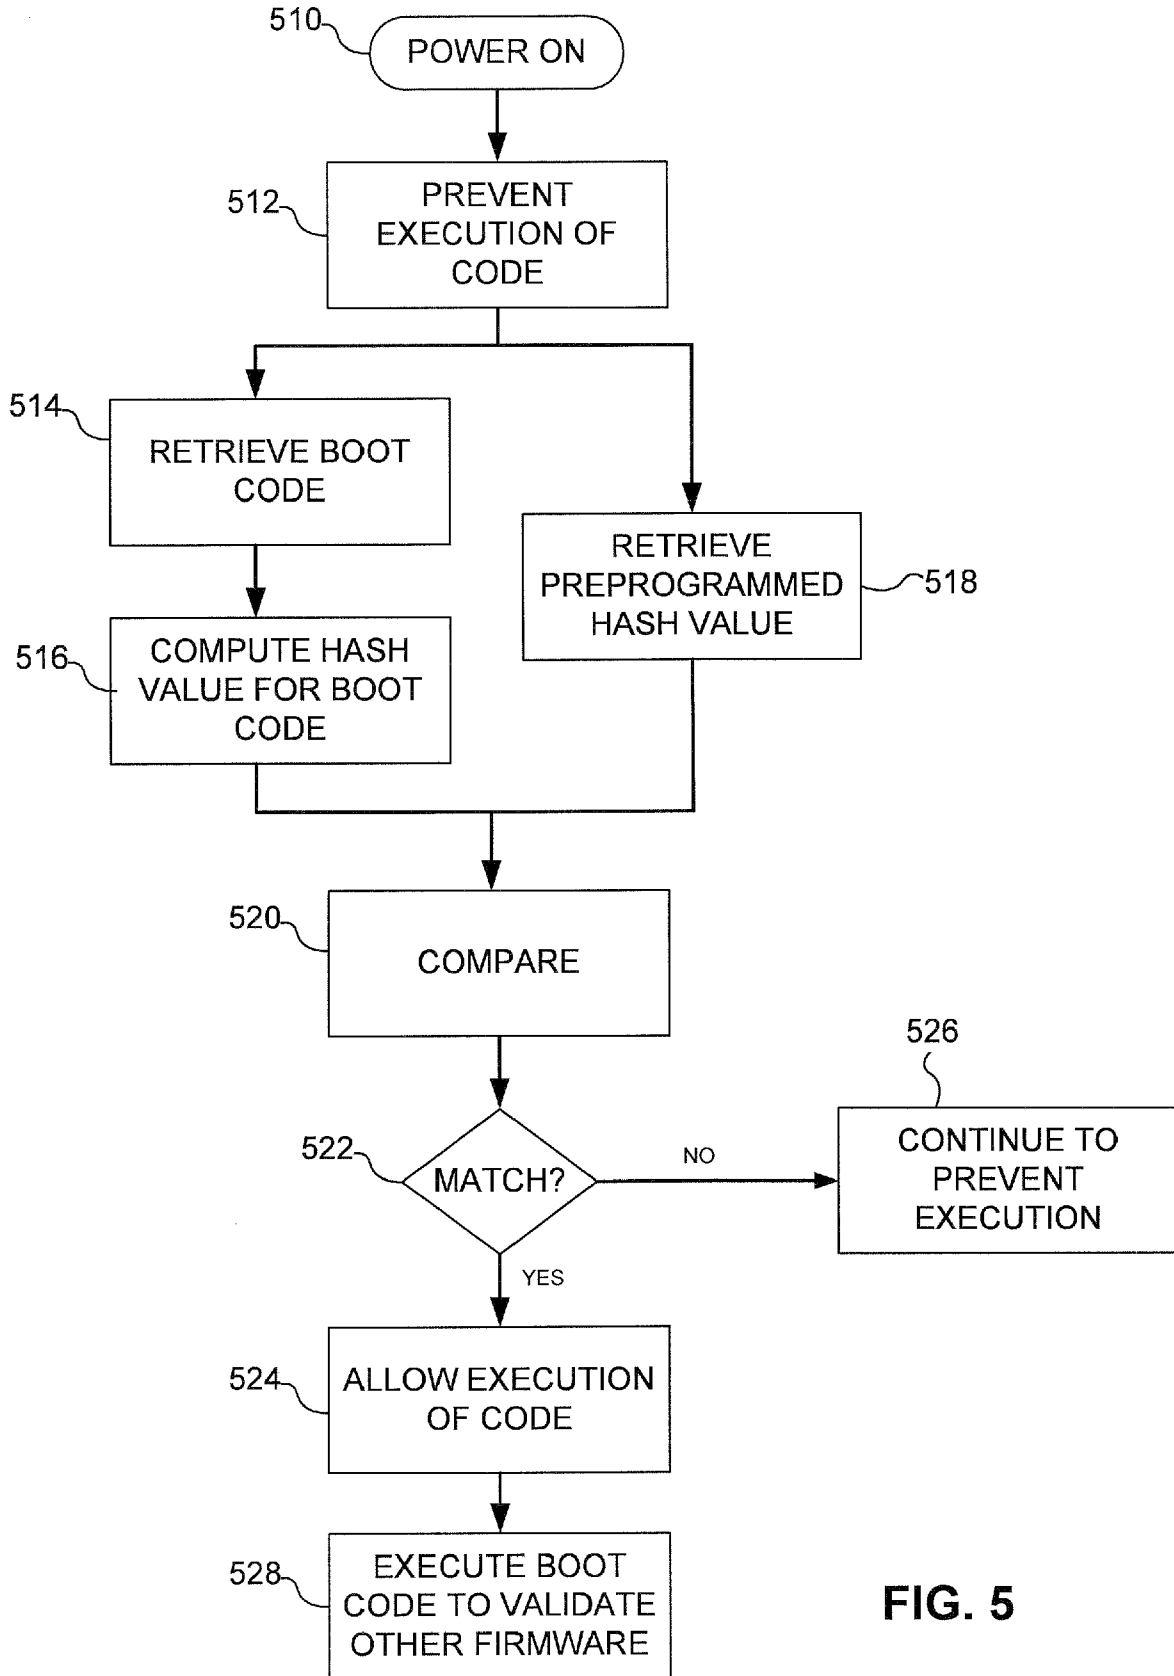 510
POWER ON
512
PREVENT
EXECUTION OF
CODE
514
RETRIEVE BOOT
CODE
516
COMPUTE HASH
VALUE FOR BOOT
CODE
RETRIEVE
PREPROGRAMMED
HASH VALUE
518
520
COMPARE
522
MATCH?
NO
526
CONTINUE TO
PREVENT
EXECUTION
YES
524
ALLOW EXECUTION
OF CODE
528
EXECUTE BOOT
CODE TO VALIDATE
OTHER FIRMWARE
FIG. 5